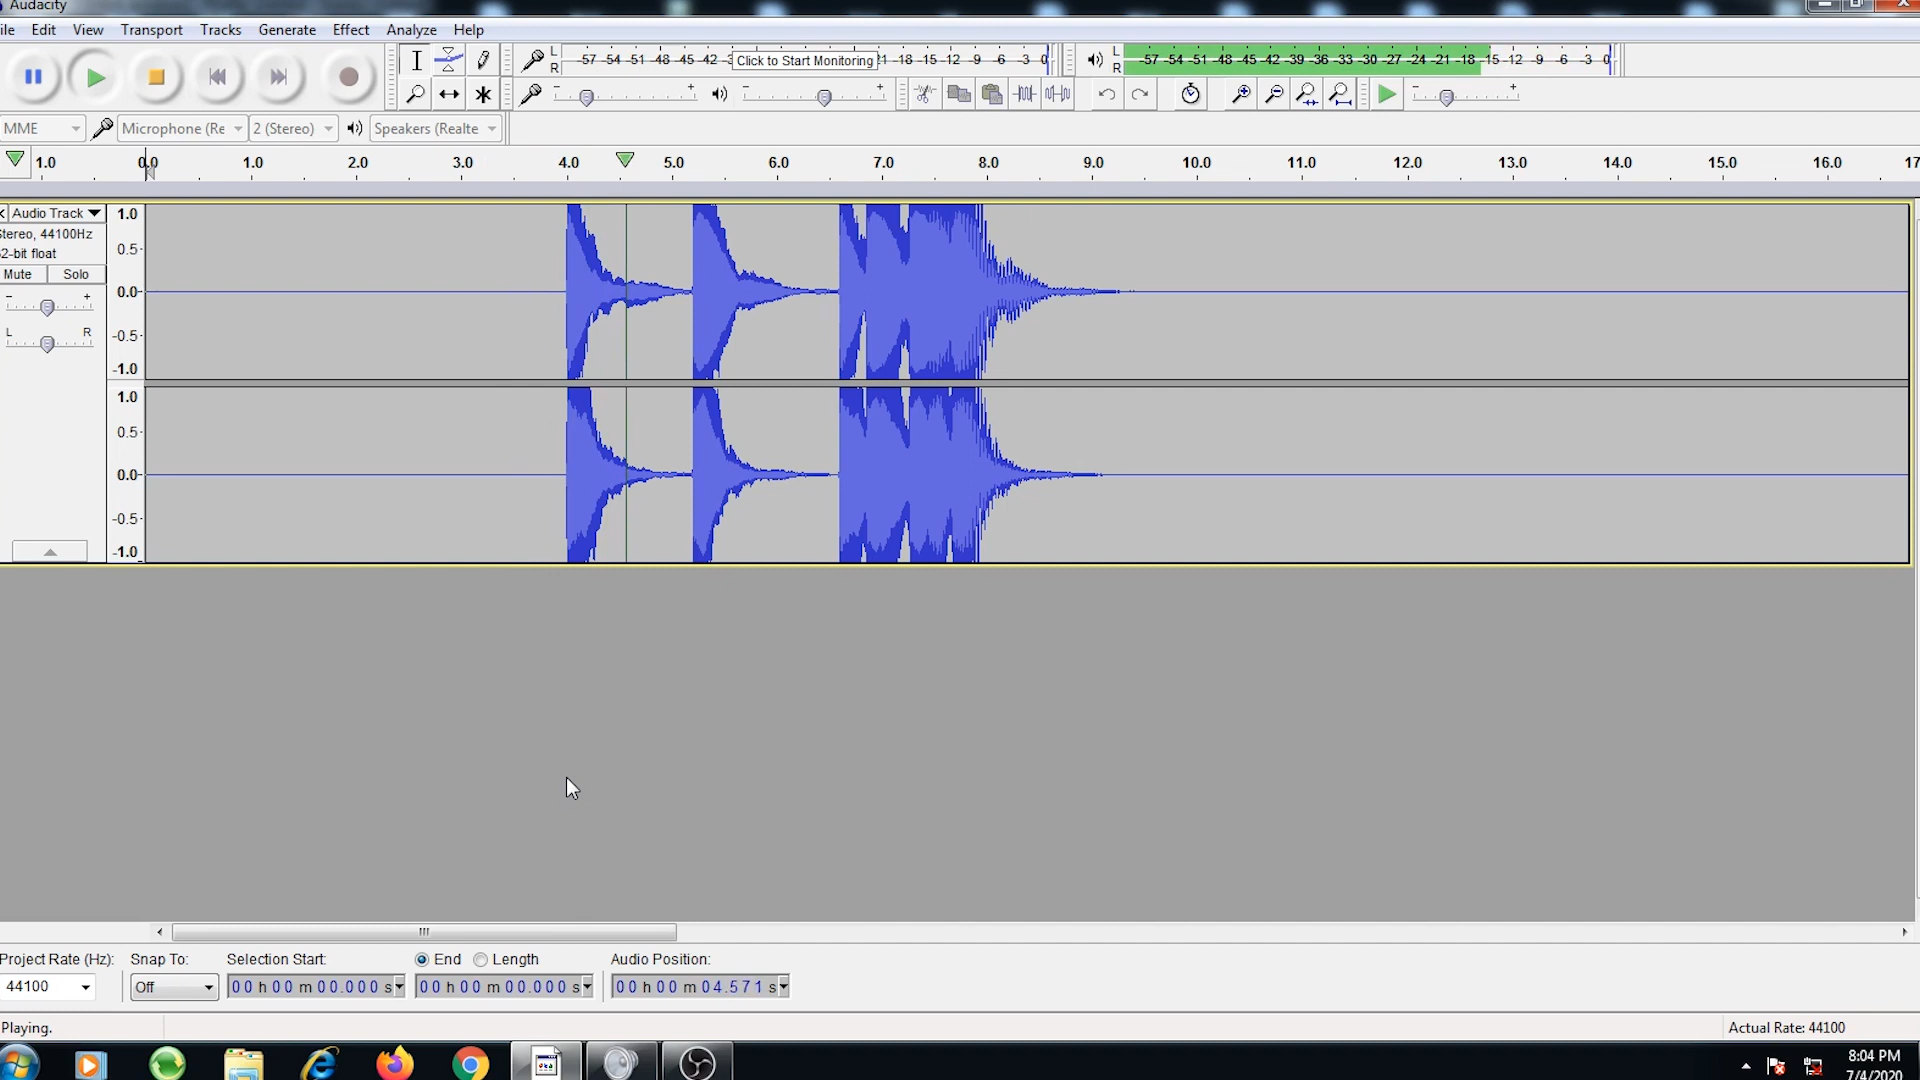 Audacity
ile Edit View Transport Tracks Generate Effect Analyze Help
L
R
-57 -54 -51 -48 -45 -42 -3 Click to Start Monitoring 21 -18 -15 -12 -9 -6 -3 0
L
R
-57 -54 -51 -48 -45 -42 -39 -36 -33 -30 -27 -24 -21 -18 -15 -12 -9 -6 -3 0
MME Microphone (Re 2 (Stereo) Speakers (Realte
1.0 0.0 1.0 2.0 3.0 4.0 5.0 6.0 7.0 8.0 9.0 10.0 11.0 12.0 13.0 14.0 15.0 16.0 17
Audio Track 1.0
Stereo, 44100Hz
2-bit float
0.5
Mute Solo
0.0
L R
-0.5
-1.0
1.0
0.5
0.0
-0.5
-1.0
Project Rate (Hz): Snap To: Selection Start: End Length Audio Position:
44100 Off 00 h 00 m 00.000 s 00 h 00 m 00.000 s 00 h 00 m 04.571 s
Playing. Actual Rate: 44100
8:04 PM
7/4/2020